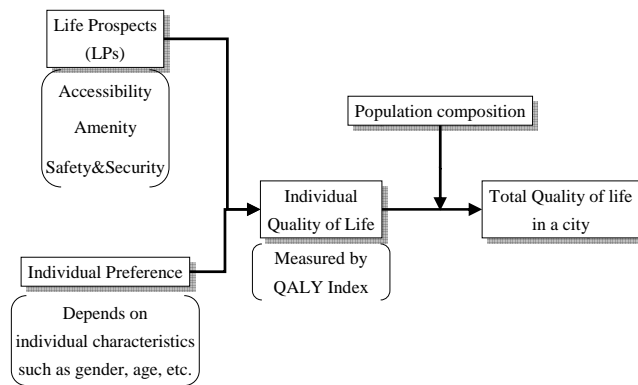 Life Prospects
(LPs)
Accessibility
Amenity
Safety&Security
Population composition
Individual
Quality of Life
Total Quality of life
in a city
Measured by
QALY Index
Individual Preference
Depends on
individual characteristics
such as gender, age, etc.